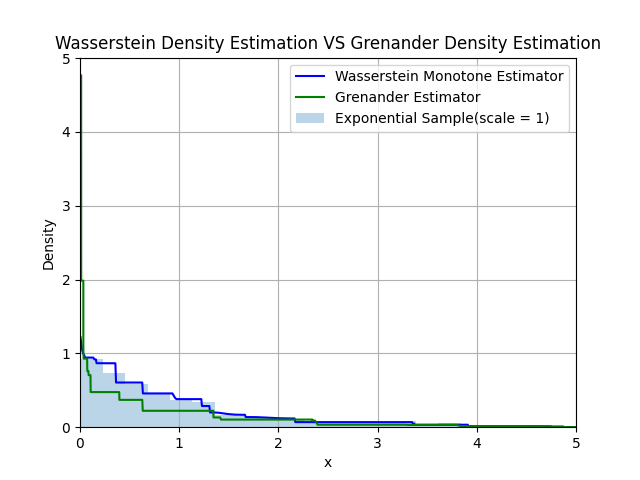 Wasserstein Density Estimation VS Grenander Density Estimation
Wasserstein Monotone Estimator
Grenander Estimator
Exponential Sample(scale = 1)
5
4
3
2
1
0
Density
0 1 2 3 4 5
x